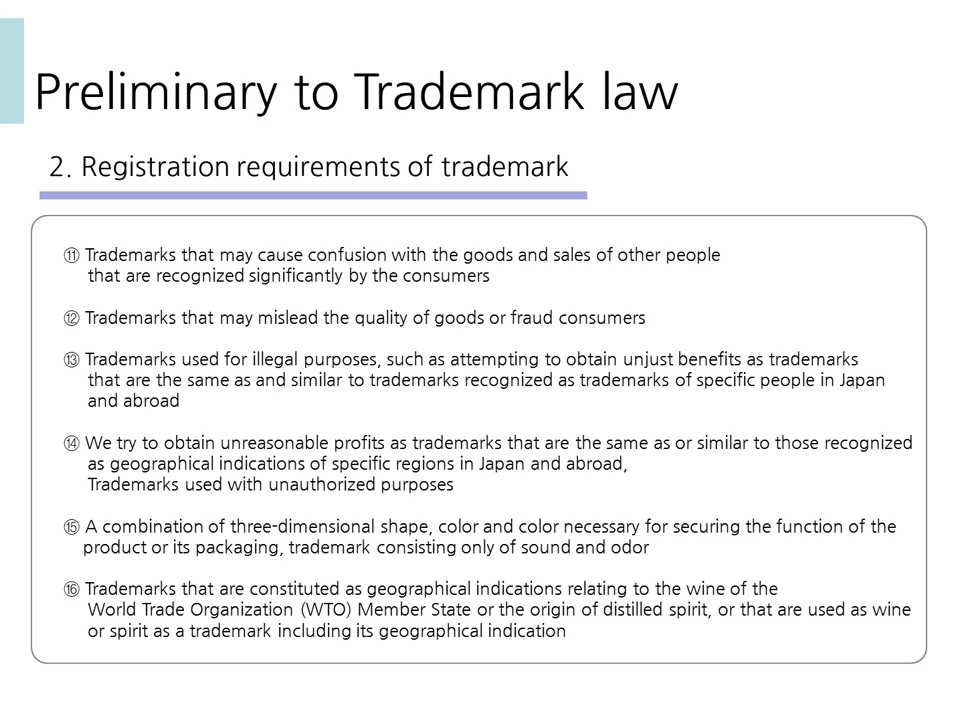 Preliminary to Trademark law
2. Registration requirements of trademark
⑪ Trademarks that may cause confusion with the goods and sales of other people
that are recognized significantly by the consumers
⑫ Trademarks that may mislead the quality of goods or fraud consumers
⑬ Trademarks used for illegal purposes, such as attempting to obtain unjust benefits as trademarks
that are the same as and similar to trademarks recognized as trademarks of specific people in Japan
and abroad
⑭ We try to obtain unreasonable profits as trademarks that are the same as or similar to those recognized
as geographical indications of specific regions in Japan and abroad,
Trademarks used with unauthorized purposes
⑮ A combination of three-dimensional shape, color and color necessary for securing the function of the
product or its packaging, trademark consisting only of sound and odor
⑯ Trademarks that are constituted as geographical indications relating to the wine of the
World Trade Organization (WTO) Member State or the origin of distilled spirit, or that are used as wine
or spirit as a trademark including its geographical indication